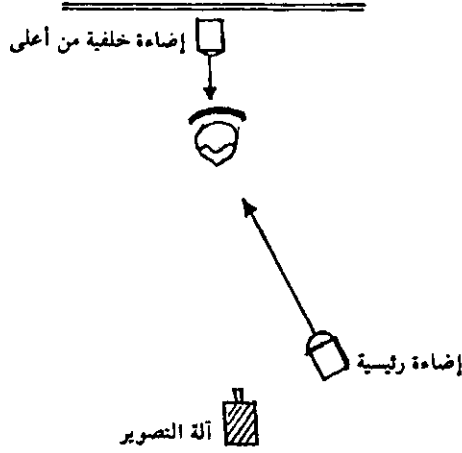 إضاءة خلفية من أعلى
إضاءة رئيسية
آلة التصوير